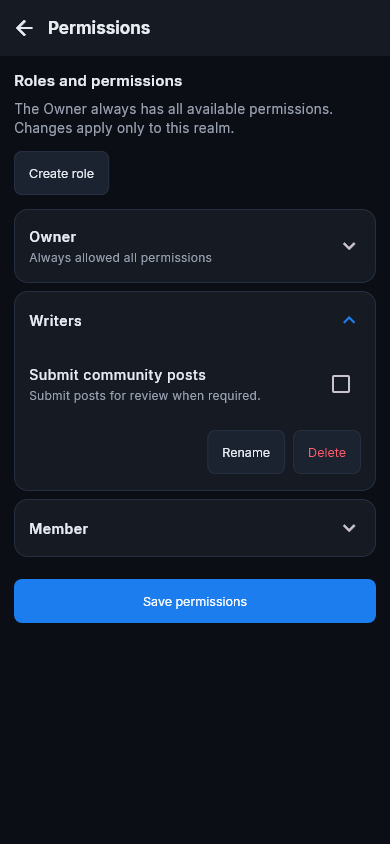 Permissions
Roles and permissions
The Owner always has all available permissions.
Changes apply only to this realm.
Create role
Owner
Always allowed all permissions
Writers
Submit community posts
Submit posts for review when required.
Rename
Delete
Member
Save permissions